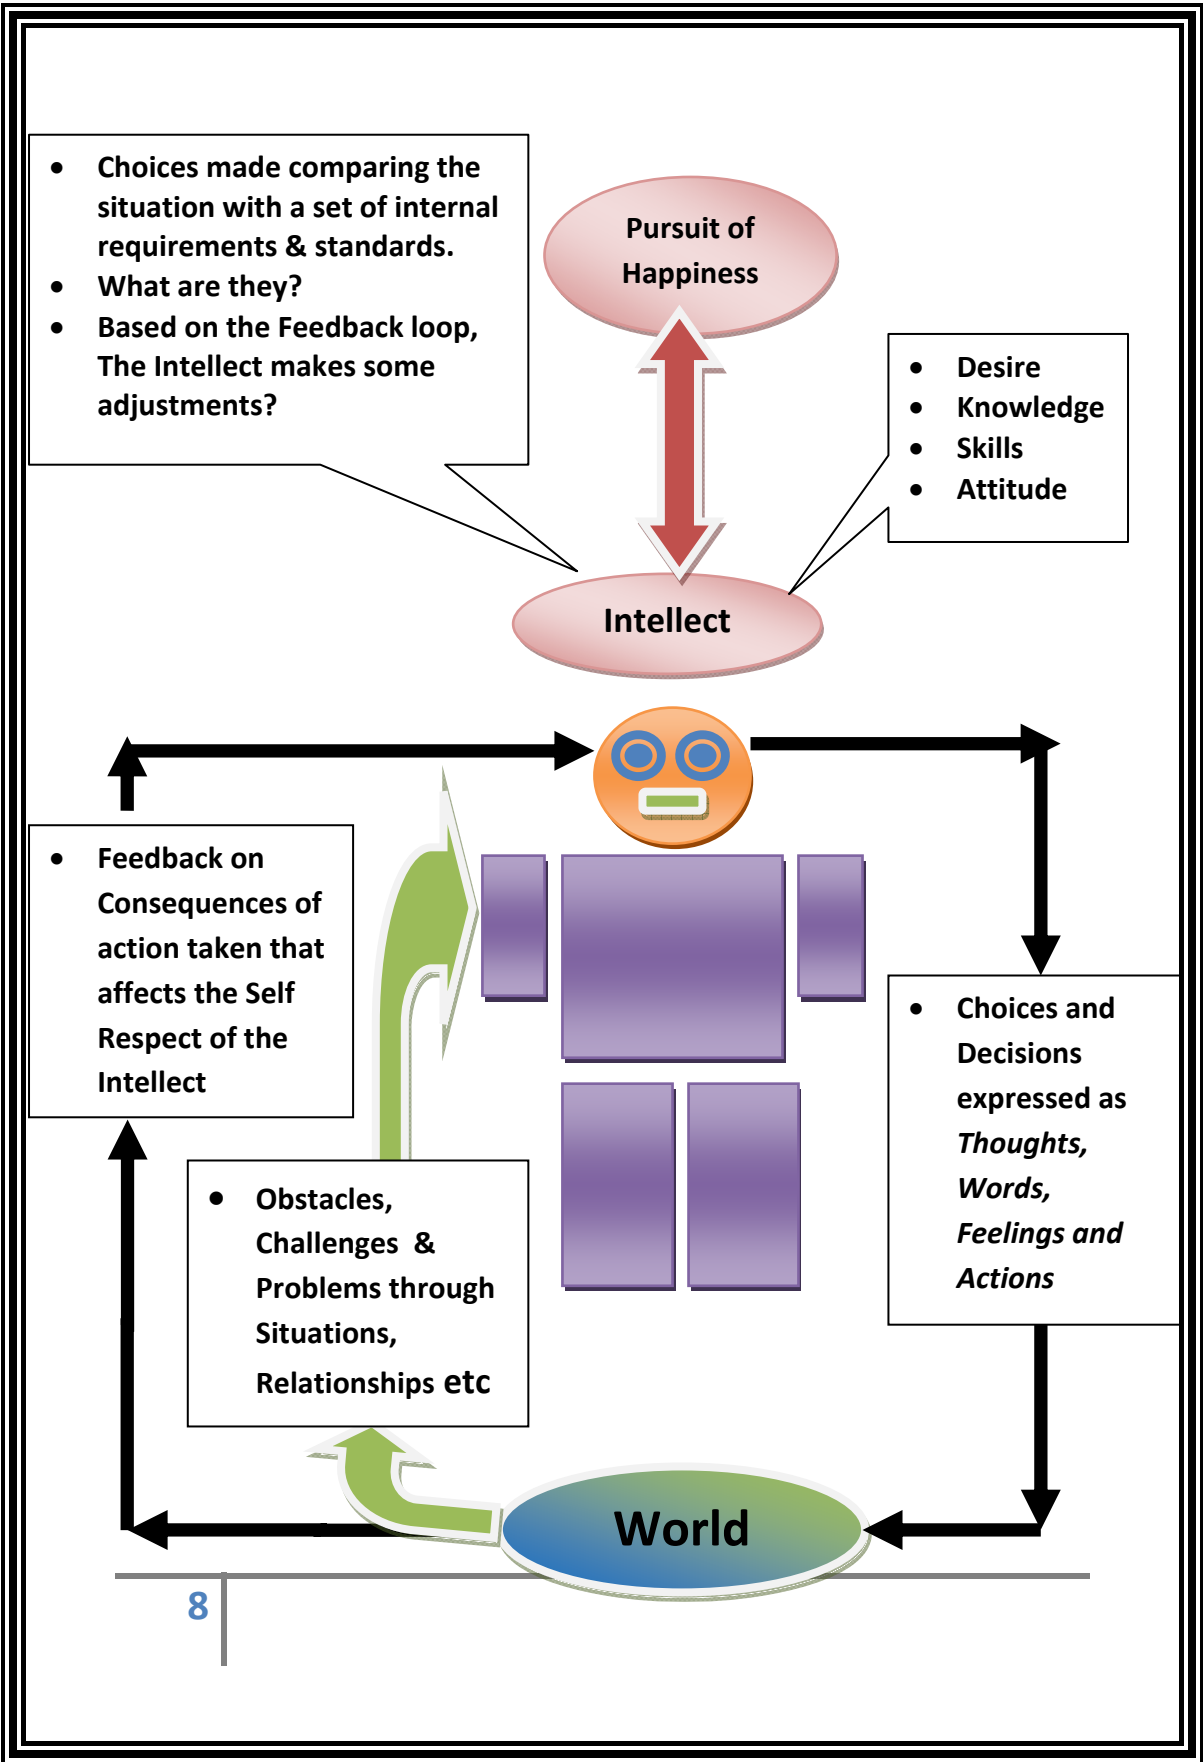 • Choices made comparing the
situation with a set of internal
requirements & standards.
• What are they?
• Based on the Feedback loop,
The Intellect makes some
adjustments?
Pursuit of
Happiness
• Desire
• Knowledge
• Skills
• Attitude
Intellect
• Feedback on
Consequences of
action taken that
affects the Self
Respect of the
Intellect
• Choices and
Decisions
expressed as
Thoughts,
Words,
Feelings and
Actions
• Obstacles,
Challenges &
Problems through
Situations,
Relationships etc
World
8